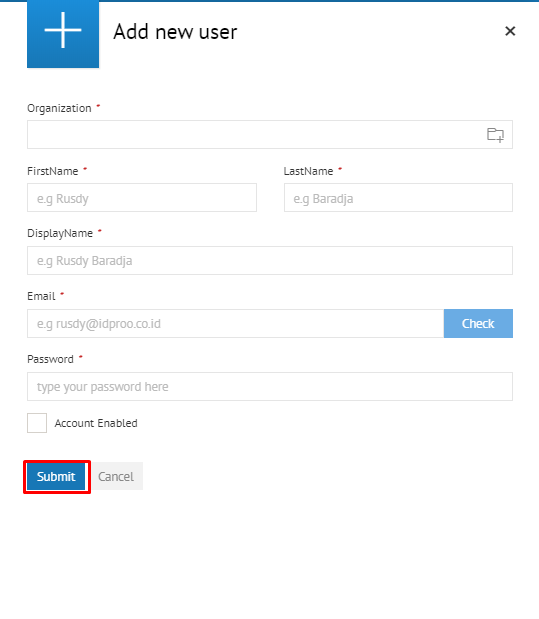 Add new user
Organization *
FirstName * LastName *
e.g Rusdy e.g Baradja
DisplayName *
e.g Rusdy Baradja
Email *
e.g rusdy@idproo.co.id Check
Password *
type your password here
Account Enabled
Submit Cancel